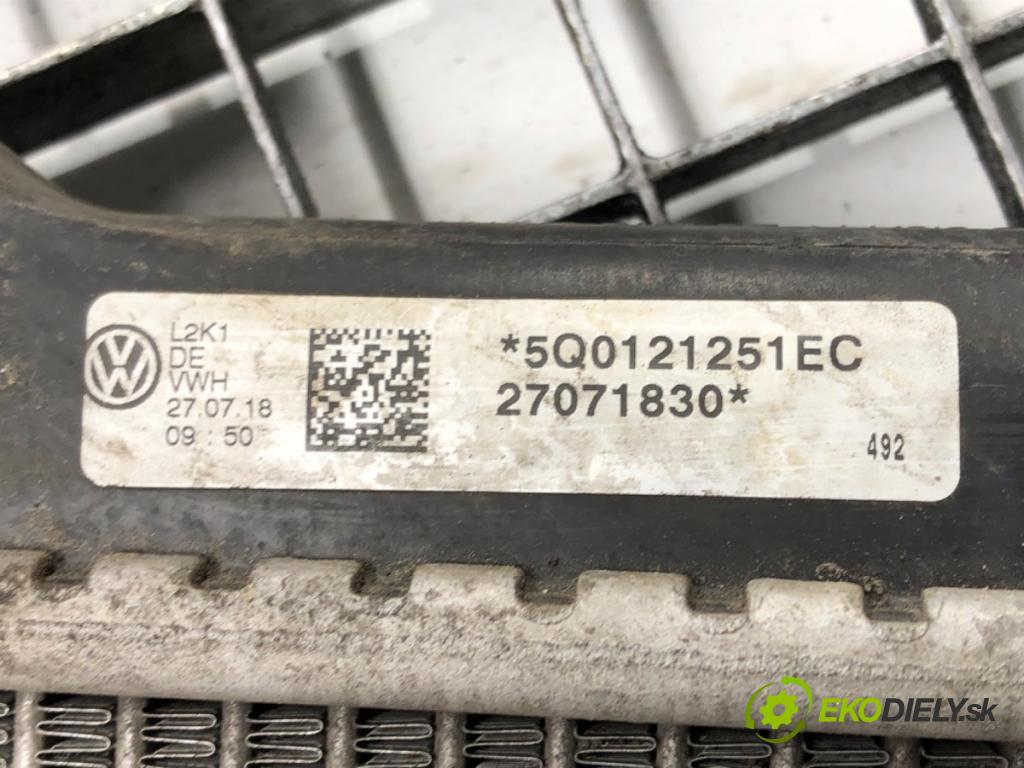 L2K1
DE
VWH
27.07.18
09 : 50
*5Q0121251EC
27071830*
492
EKODIELY.sk